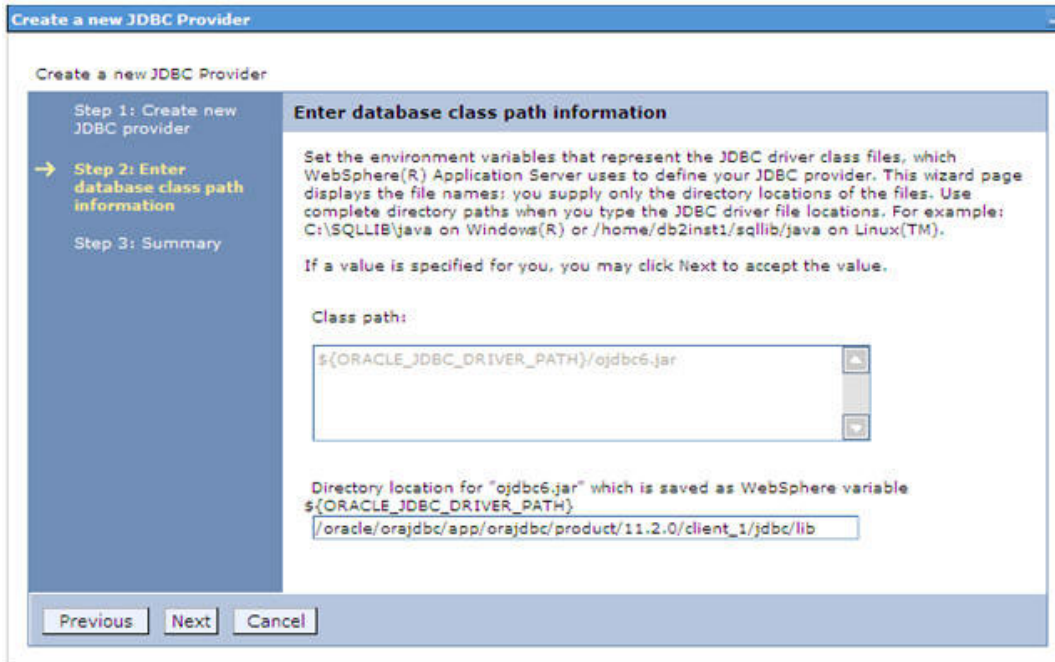 Create a new JDBC Provider
Create a new JDBC Provider
Step 1: Create new
JDBC provider
Step 2: Enter
database class path
information
Step 3: Summary
Enter database class path information
Set the environment variables that represent the JDBC driver class files, which
WebSphere(R) Application Server uses to define your JDBC provider. This wizard page
displays the file names; you supply only the directory locations of the files. Use
complete directory paths when you type the JDBC driver file locations. For example:
C:\SQLLIB\java on Windows(R) or /home/db2inst1/sqllib/java on Linux(TM).
If a value is specified for you, you may click Next to accept the value.
Class path:
${ORACLE_JDBC_DRIVER_PATH}/ojdbc6.jar
Directory location for "ojdbc6.jar" which is saved as WebSphere variable
${ORACLE_JDBC_DRIVER_PATH}
/oracle/orajdbc/app/orajdbc/product/11.2.0/client_1/jdbc/lib
Previous Next Cancel